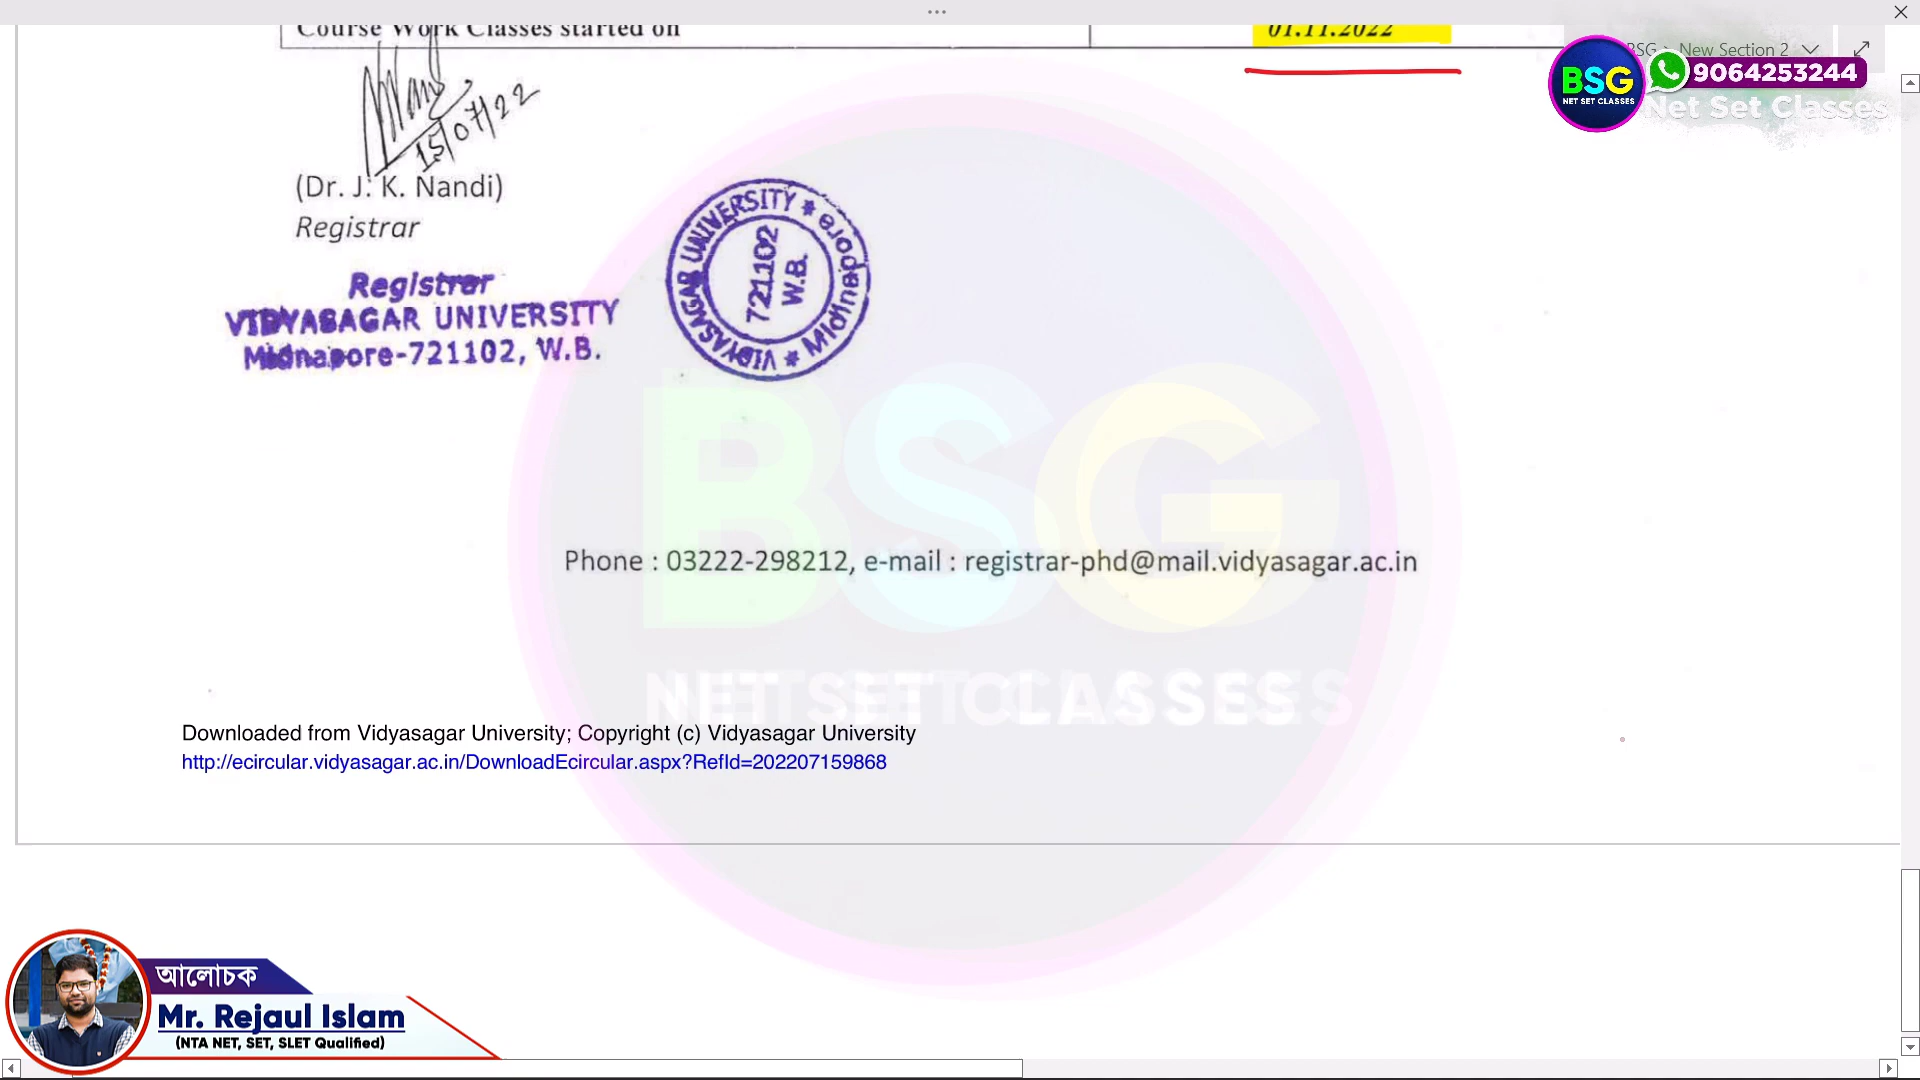 Course Work Classes started on 01.11.2022
BSG > New Section 2
BSG
NET SET CLASSES
9064253244
Net Set Classes
15/07/22
(Dr. J. K. Nandi)
Registrar
Registrar
VIDYASAGAR UNIVERSITY
Midnapore-721102, W.B.
VIDYASAGAR UNIVERSITY * Midnapore *
721102
W.B.
BSG
NET SET CLASSES
Phone : 03222-298212, e-mail : registrar-phd@mail.vidyasagar.ac.in
Downloaded from Vidyasagar University; Copyright (c) Vidyasagar University
http://ecircular.vidyasagar.ac.in/DownloadEcircular.aspx?RefId=202207159868
আলোচক
Mr. Rejaul Islam
(NTA NET, SET, SLET Qualified)